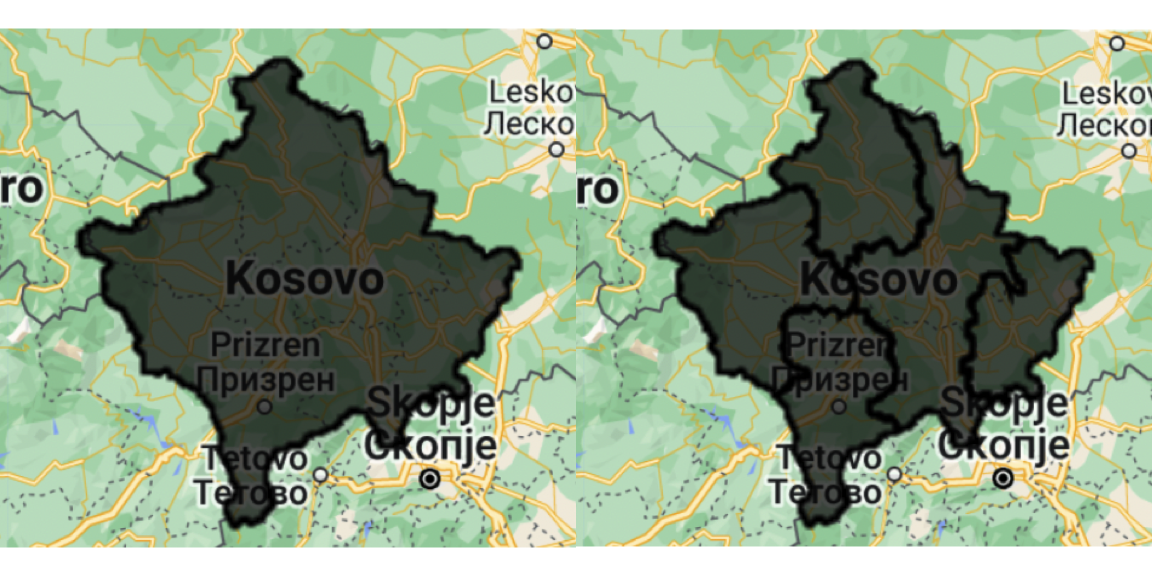 Lesko
Леско
ro
Kosovo
Prizren
Призрен
Skopje
Скопје
Tetovo
Тетово
Leskov
Леског
ro
Kosovo
Prizren
Призрен
Skopje
Скопје
Tetovo
Тетово